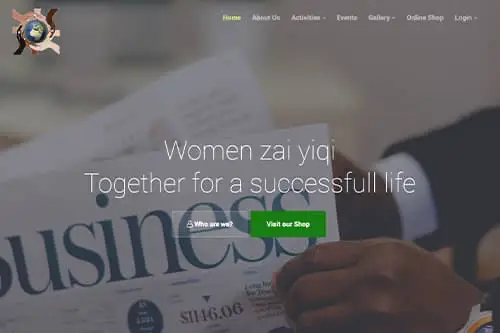 Home About Us Activities Events Gallery Online Shop Login
Women zai yiqi
Together for a successfull life
Who are we? Visit our Shop
Business
$1146.06